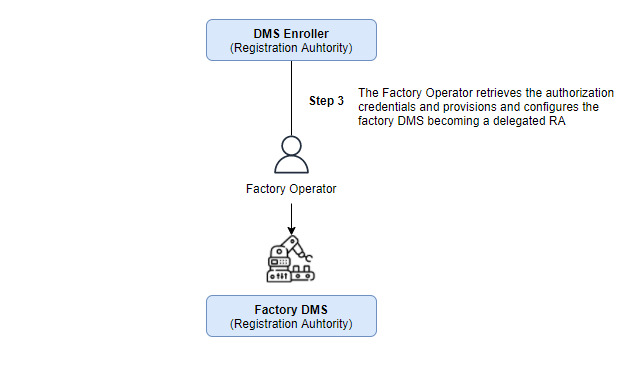 DMS Enroller
(Registration Auhtority)
Step 3
The Factory Operator retrieves the authorization
credentials and provisions and configures the
factory DMS becoming a delegated RA
Factory Operator
Factory DMS
(Registration Auhtority)